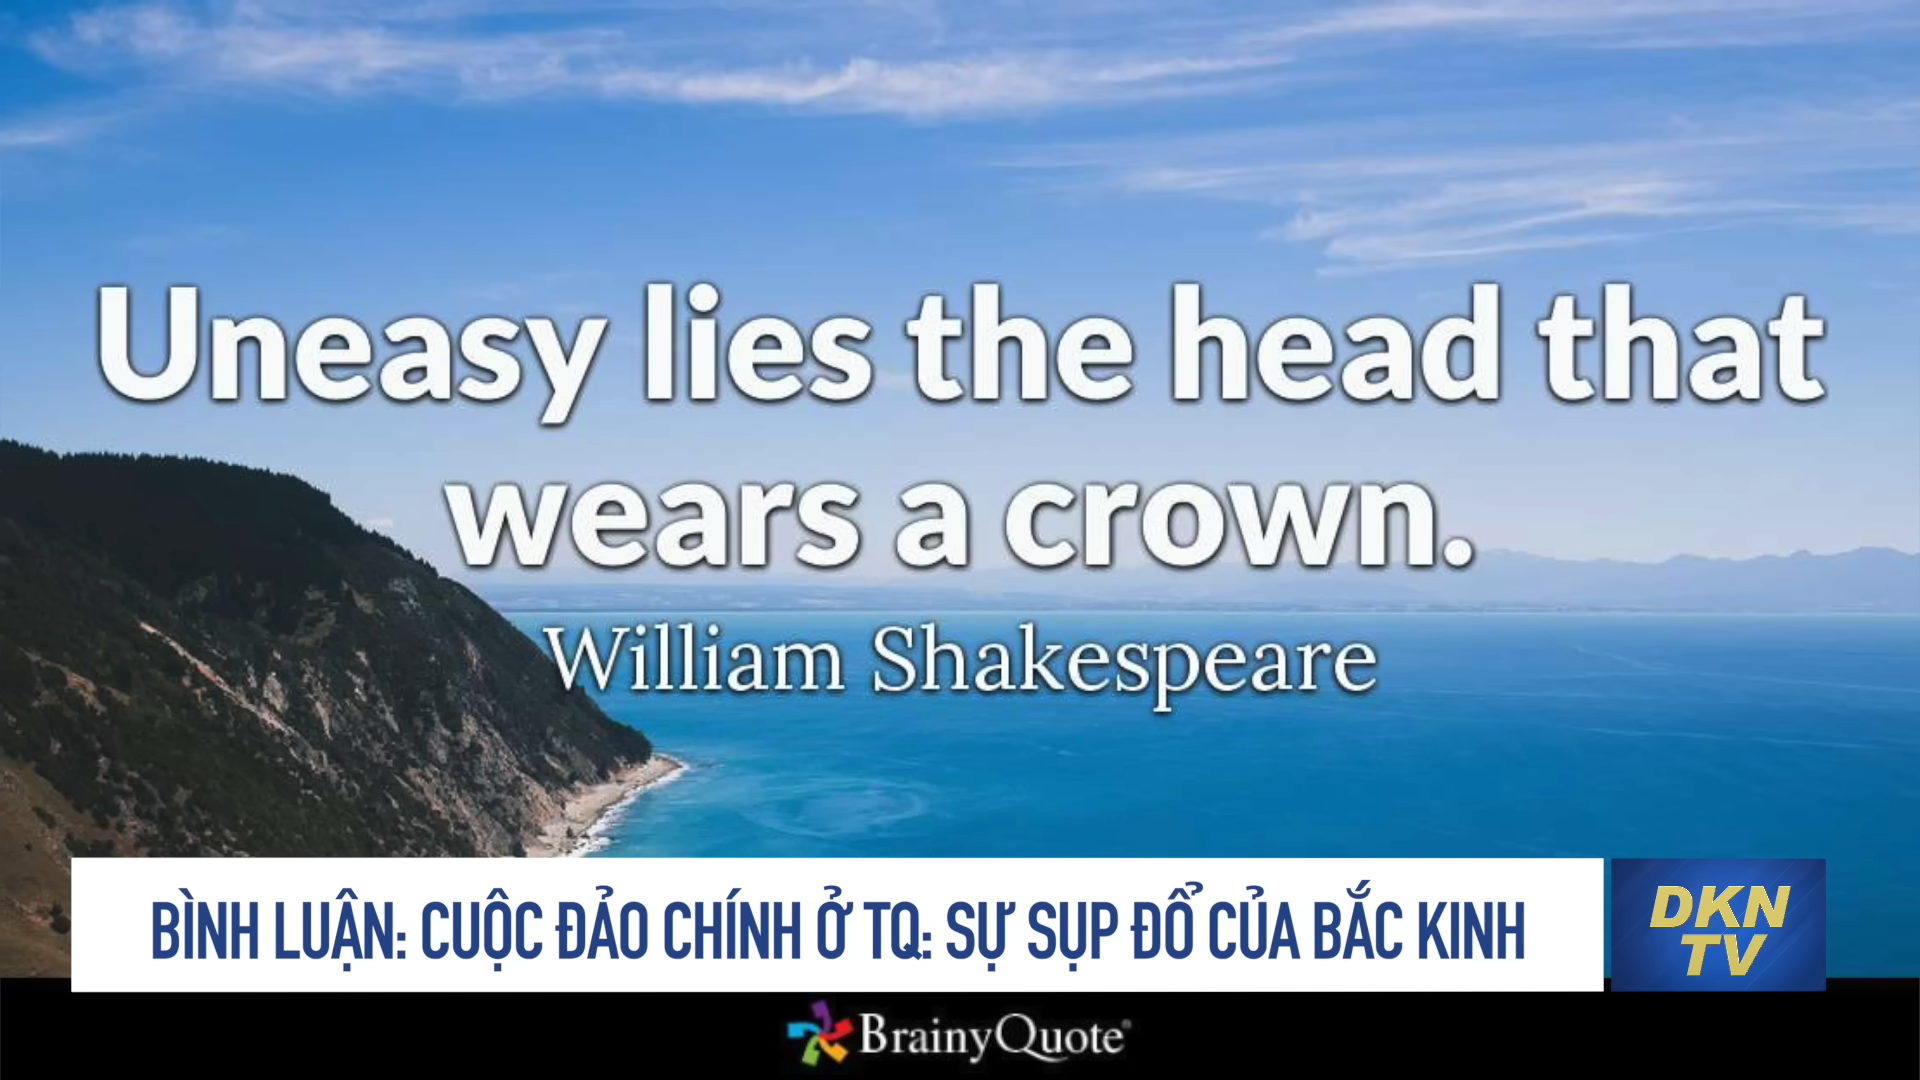 Uneasy lies the head that
wears a crown.
William Shakespeare
BÌNH LUẬN: CUỘC ĐẢO CHÍNH Ở TQ: SỰ SỤP ĐỔ CỦA BẮC KINH
DKN
TV
BrainyQuote®